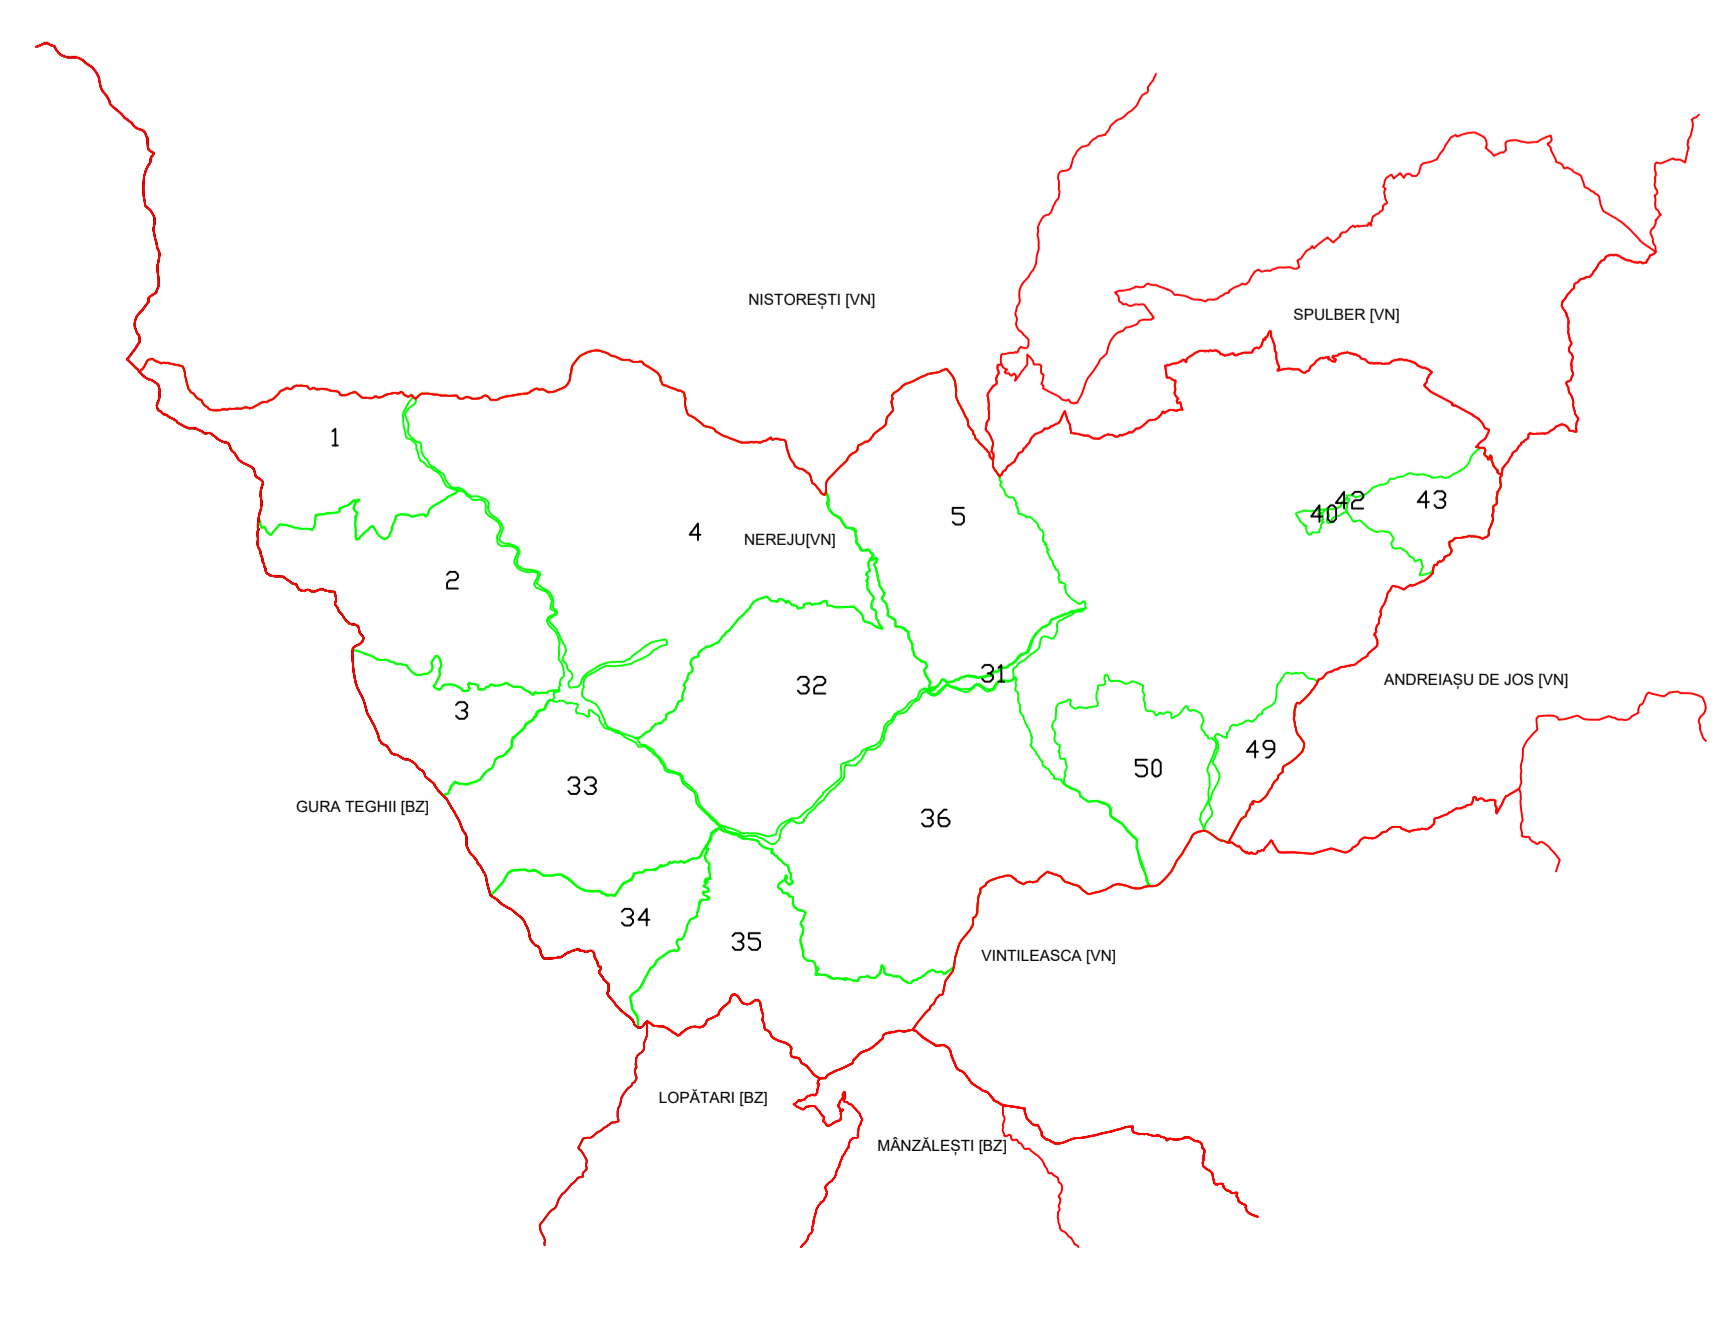 NISTOREȘTI [VN]
SPULBER [VN]
1
40
42
43
5
4
NEREJU[VN]
2
31
32
ANDREIAȘU DE JOS [VN]
3
49
50
33
GURA TEGHII [BZ]
36
34
35
VINTILEASCA [VN]
LOPĂTARI [BZ]
MÂNZĂLEȘTI [BZ]